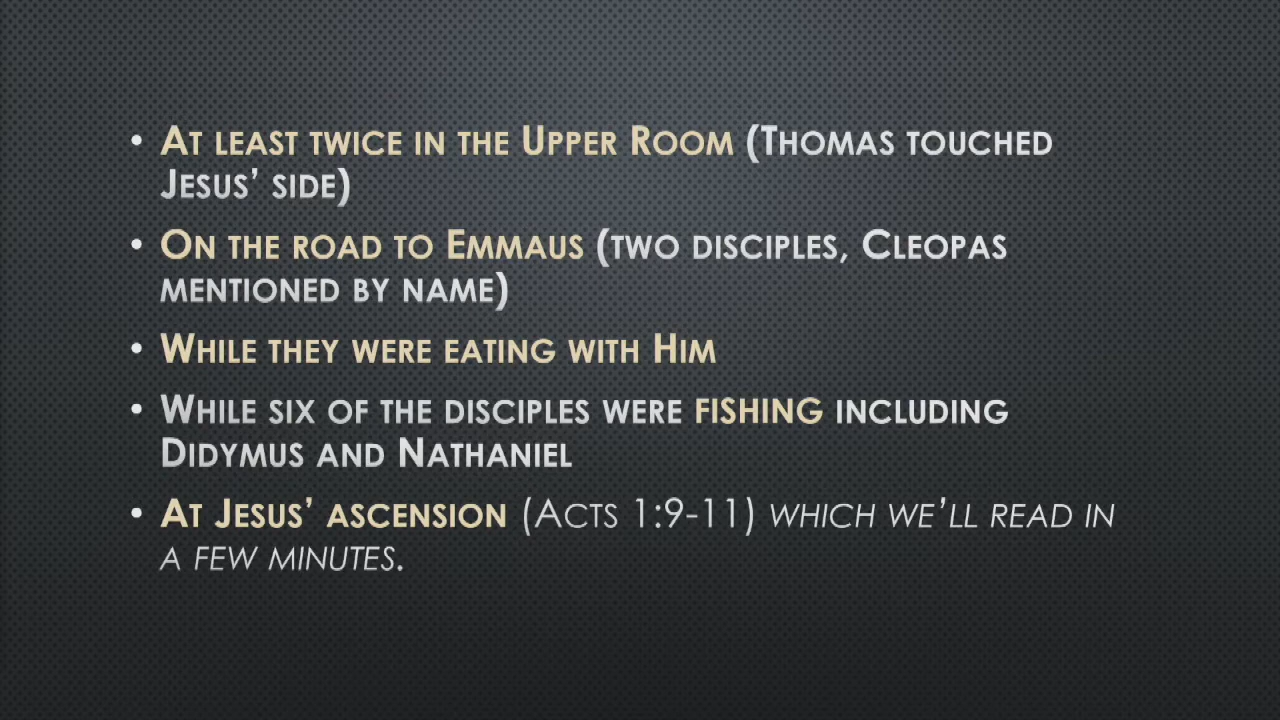 • At least twice in the Upper Room (Thomas touched
Jesus’ side)
• On the road to Emmaus (two disciples, Cleopas
mentioned by name)
• While they were eating with Him
• While six of the disciples were fishing including
Didymus and Nathaniel
• At Jesus’ ascension (Acts 1:9-11) which we’ll read in
a few minutes.